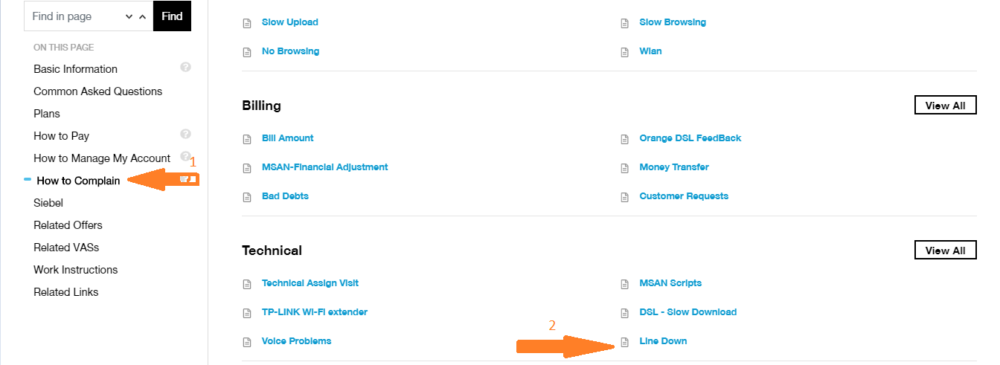 Find in page
Find
ON THIS PAGE
Basic Information
Common Asked Questions
Plans
How to Pay
How to Manage My Account
1
How to Complain
Siebel
Related Offers
Related VASs
Work Instructions
Related Links
Slow Upload
Slow Browsing
No Browsing
Wlan
Billing
View All
Bill Amount
Orange DSL FeedBack
MSAN-Financial Adjustment
Money Transfer
Bad Debts
Customer Requests
Technical
View All
Technical Assign Visit
MSAN Scripts
TP-LINK Wi-Fi extender
DSL - Slow Download
Voice Problems
2
Line Down